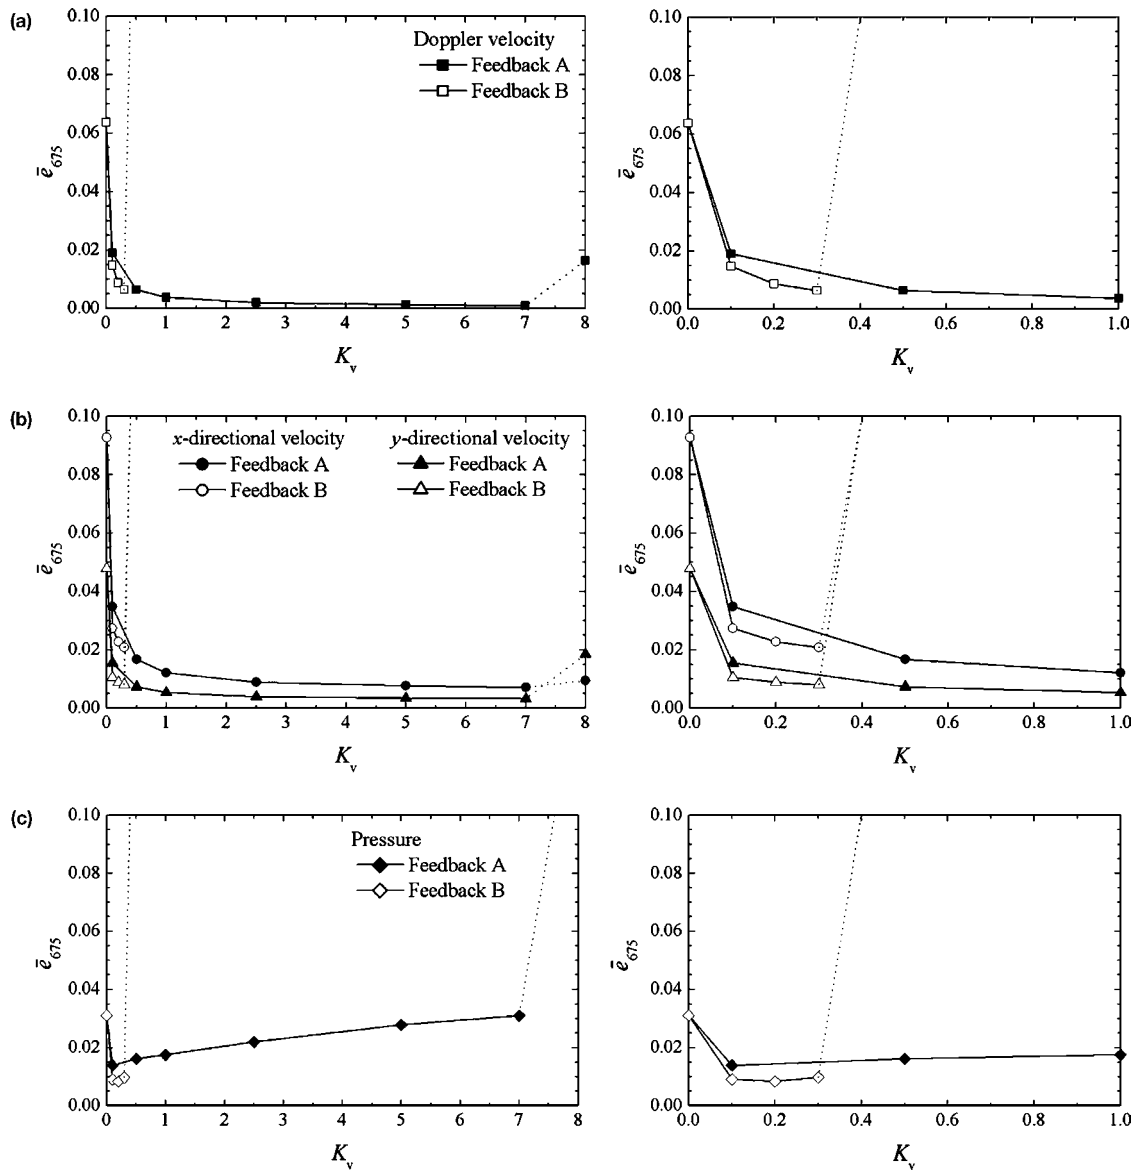 (a)
0.10
0.08
0.06
0.04
0.02
0.00
ē675
0 1 2 3 4 5 6 7 8
Kv
Doppler velocity
Feedback A
Feedback B
0.10
0.08
0.06
0.04
0.02
0.00
ē675
0.0 0.2 0.4 0.6 0.8 1.0
Kv
(b)
0.10
0.08
0.06
0.04
0.02
0.00
ē675
0 1 2 3 4 5 6 7 8
Kv
x-directional velocity
Feedback A
Feedback B
y-directional velocity
Feedback A
Feedback B
0.10
0.08
0.06
0.04
0.02
0.00
ē675
0.0 0.2 0.4 0.6 0.8 1.0
Kv
(c)
0.10
0.08
0.06
0.04
0.02
0.00
ē675
0 1 2 3 4 5 6 7 8
Kv
Pressure
Feedback A
Feedback B
0.10
0.08
0.06
0.04
0.02
0.00
ē675
0.0 0.2 0.4 0.6 0.8 1.0
Kv